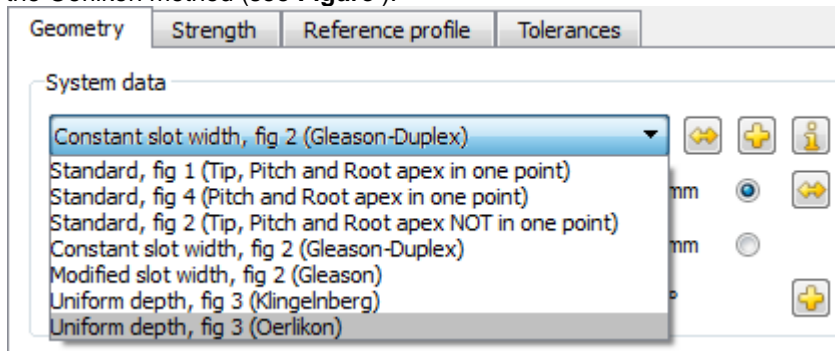 the Oerlikon method (see Figure ).
Geometry Strength Reference profile Tolerances
System data
Constant slot width, fig 2 (Gleason-Duplex)
Standard, fig 1 (Tip, Pitch and Root apex in one point)
Standard, fig 4 (Pitch and Root apex in one point) mm
Standard, fig 2 (Tip, Pitch and Root apex NOT in one point)
Constant slot width, fig 2 (Gleason-Duplex) mm
Modified slot width, fig 2 (Gleason)
Uniform depth, fig 3 (Klingelnberg) °
Uniform depth, fig 3 (Oerlikon)